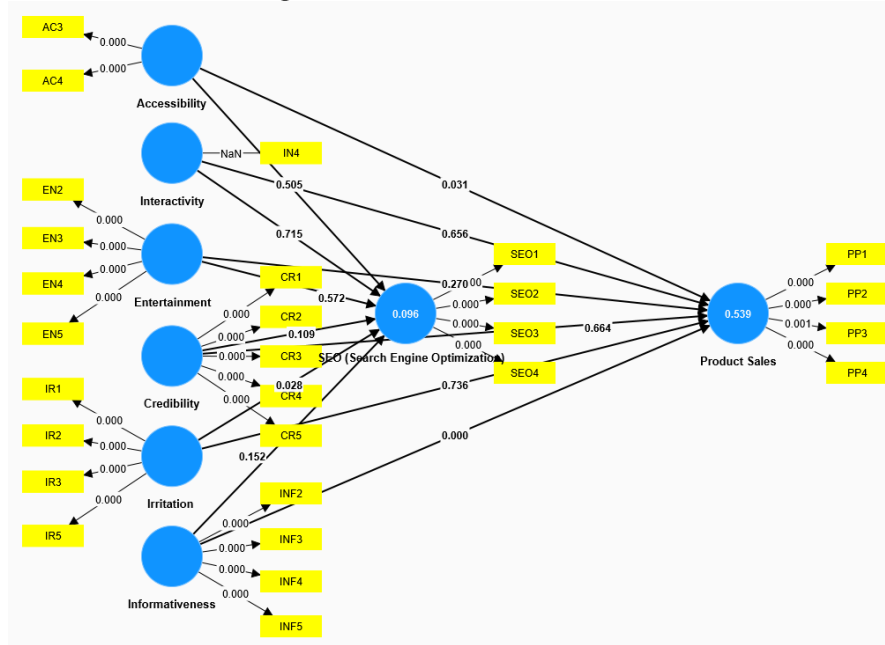 AC3
0.000
0.000
AC4
Accessibility
NaN
IN4
0.505
0.031
Interactivity
EN2
0.000
0.715
0.656
EN3
0.000
0.000
EN4
0.000
EN5
Entertainment
0.572
0.270
CR1
0.000
CR2
0.000
0.109
0.000
CR3
0.000
CR4
0.028
0.000
CR5
Credibility
SEO1
0.000
SEO2
0.000
SEO3
0.000
SEO4
0.096
SEO (Search Engine Optimization)
0.664
0.539
Product Sales
PP1
0.000
PP2
0.000
PP3
0.001
PP4
0.000
IR1
0.000
IR2
0.000
IR3
0.000
IR5
0.000
Irritation
0.736
0.152
0.000
INF2
0.000
INF3
0.000
INF4
0.000
INF5
0.000
Informativeness